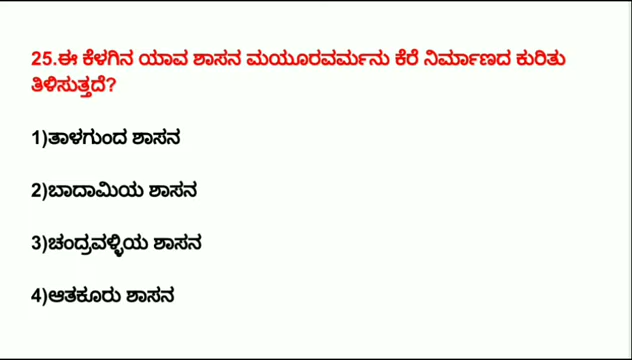 25.ಈ ಕೆಳಗಿನ ಯಾವ ಶಾಸನ ಮಯೂರವರ್ಮನು ಕೆರೆ ನಿರ್ಮಾಣದ ಕುರಿತು
ತಿಳಿಸುತ್ತದೆ?
1)ತಾಳಗುಂದ ಶಾಸನ
2)ಬಾದಾಮಿಯ ಶಾಸನ
3)ಚಂದ್ರವಳ್ಳಿಯ ಶಾಸನ
4)ಆತಕೂರು ಶಾಸನ